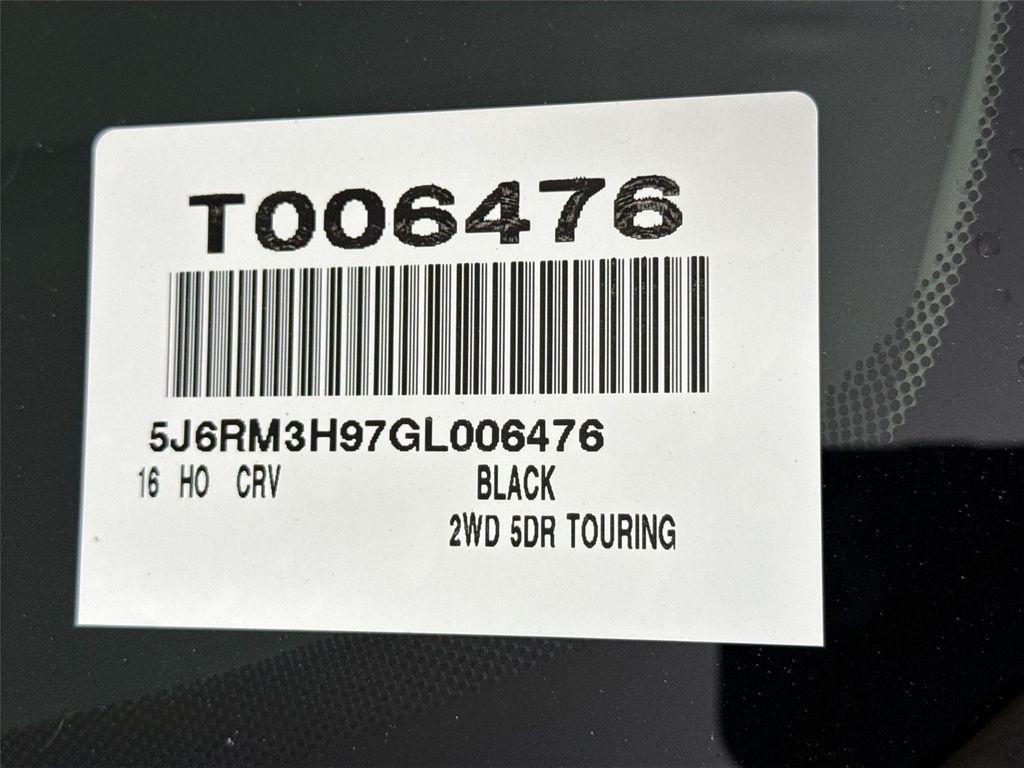 T006476
5J6RM3H97GL006476
16 HO CRV BLACK
2WD 5DR TOURING